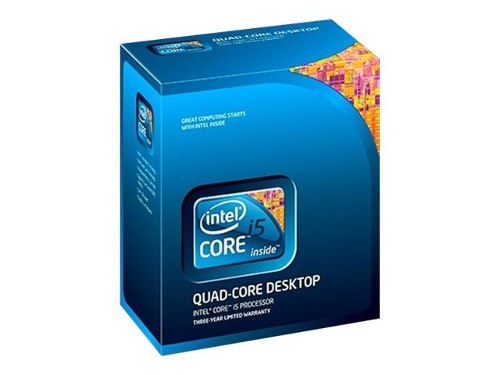 GREAT COMPUTING STARTS
WITH INTEL INSIDE
intel
CORE i5
inside™
QUAD-CORE DESKTOP
INTEL® CORE™ i5 PROCESSOR
THREE-YEAR LIMITED WARRANTY